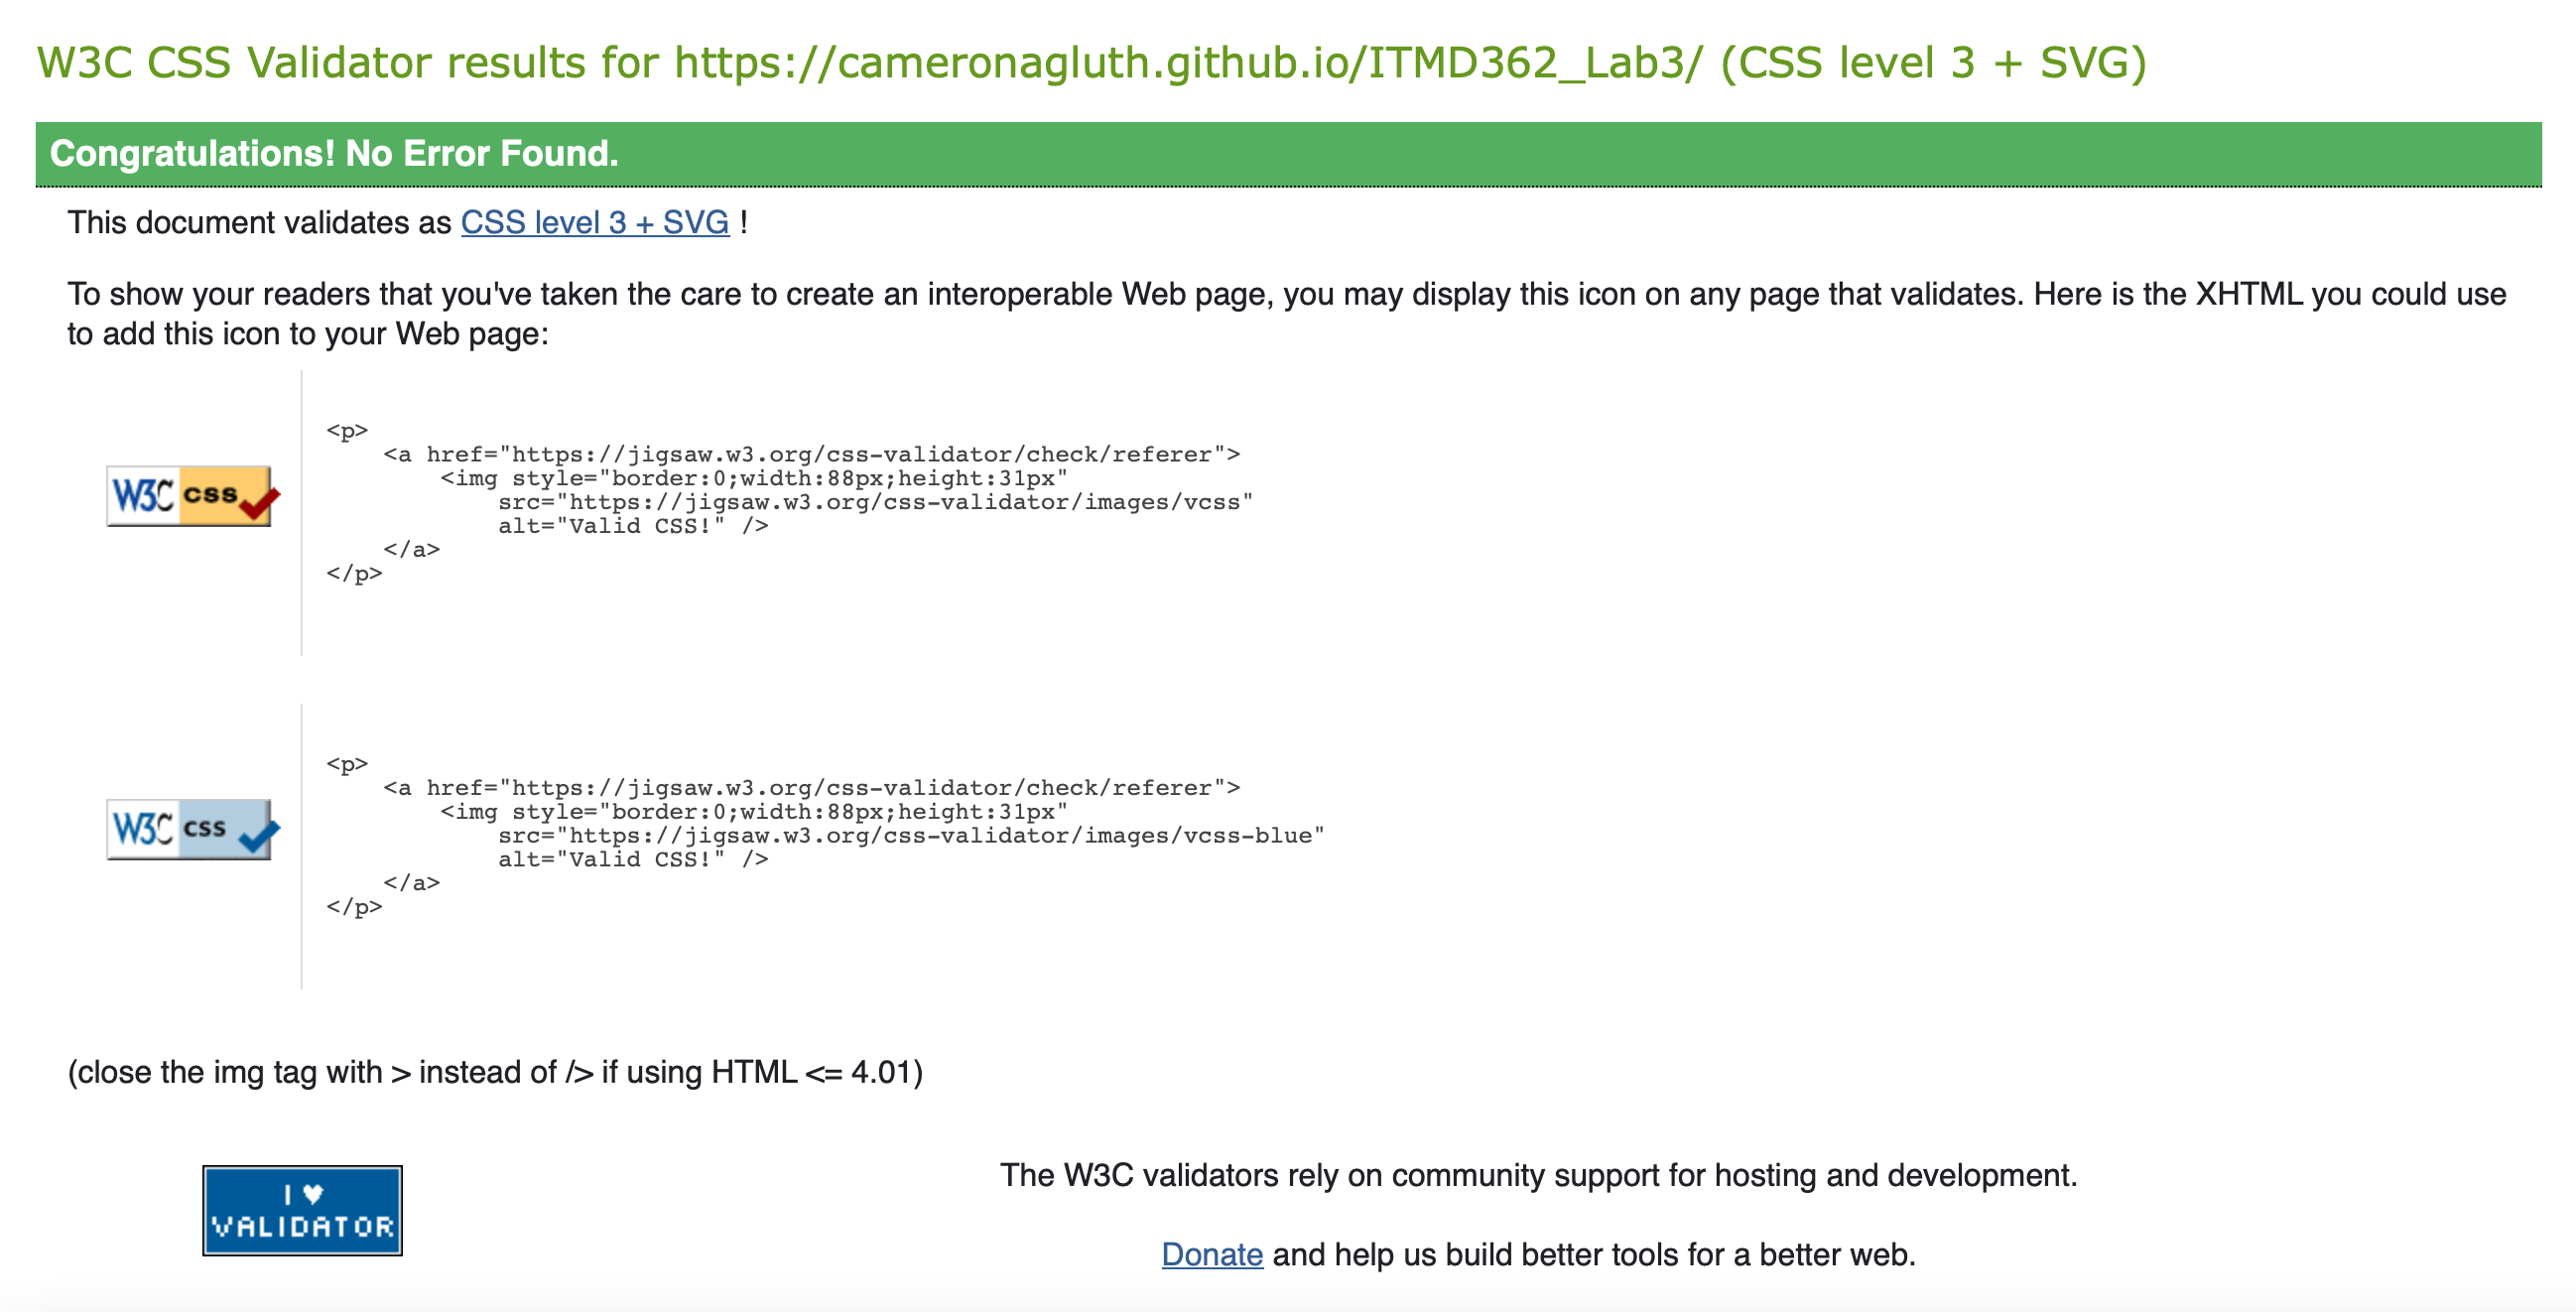 W3C CSS Validator results for https://cameronagluth.github.io/ITMD362_Lab3/ (CSS level 3 + SVG)
Congratulations! No Error Found.
This document validates as CSS level 3 + SVG !
To show your readers that you've taken the care to create an interoperable Web page, you may display this icon on any page that validates. Here is the XHTML you could use
to add this icon to your Web page:
W3C css
<p>
<a href="https://jigsaw.w3.org/css-validator/check/referer">
<img style="border:0;width:88px;height:31px"
src="https://jigsaw.w3.org/css-validator/images/vcss"
alt="Valid CSS!" />
</a>
</p>
W3C css
<p>
<a href="https://jigsaw.w3.org/css-validator/check/referer">
<img style="border:0;width:88px;height:31px"
src="https://jigsaw.w3.org/css-validator/images/vcss-blue"
alt="Valid CSS!" />
</a>
</p>
(close the img tag with > instead of /> if using HTML <= 4.01)
I ♥
VALIDATOR
The W3C validators rely on community support for hosting and development.
Donate and help us build better tools for a better web.